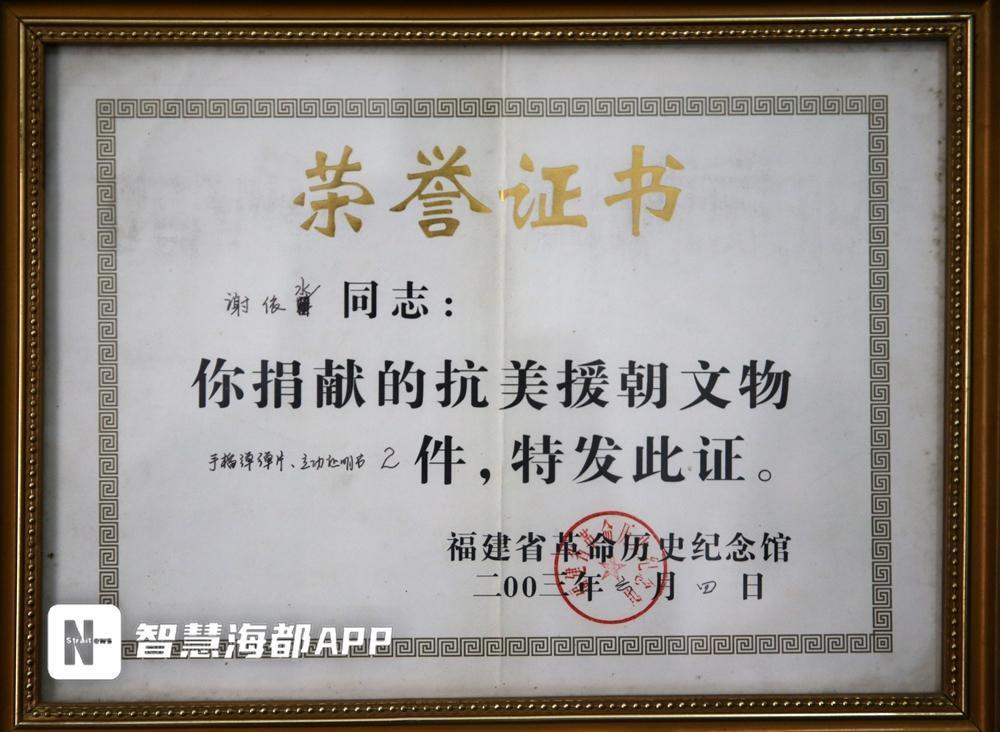 荣誉证书
谢依水 同志：
你捐献的抗美援朝文物
手榴弹弹片、立功证明书 2 件，特发此证。
福建省革命历史纪念馆
二00三年 月 四 日
N
Straitnews
智慧海都APP